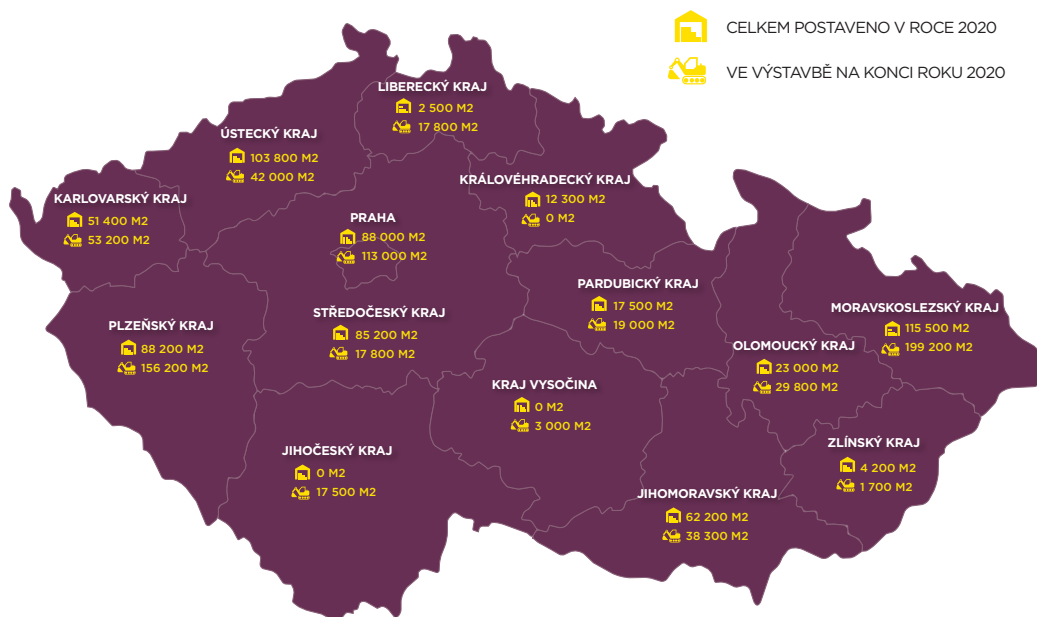 CELKEM POSTAVENO V ROCE 2020
VE VÝSTAVBĚ NA KONCI ROKU 2020
LIBERECKÝ KRAJ
2 500 M2
17 800 M2
ÚSTECKÝ KRAJ
103 800 M2
42 000 M2
KRÁLOVÉHRADECKÝ KRAJ
12 300 M2
0 M2
KARLOVARSKÝ KRAJ
51 400 M2
53 200 M2
PRAHA
88 000 M2
113 000 M2
PARDUBICKÝ KRAJ
17 500 M2
19 000 M2
MORAVSKOSLEZSKÝ KRAJ
115 500 M2
199 200 M2
STŘEDOČESKÝ KRAJ
85 200 M2
17 800 M2
PLZEŇSKÝ KRAJ
88 200 M2
156 200 M2
OLOMOUCKÝ KRAJ
23 000 M2
29 800 M2
KRAJ VYSOČINA
0 M2
3 000 M2
ZLÍNSKÝ KRAJ
4 200 M2
1 700 M2
JIHOČESKÝ KRAJ
0 M2
17 500 M2
JIHOMORAVSKÝ KRAJ
62 200 M2
38 300 M2